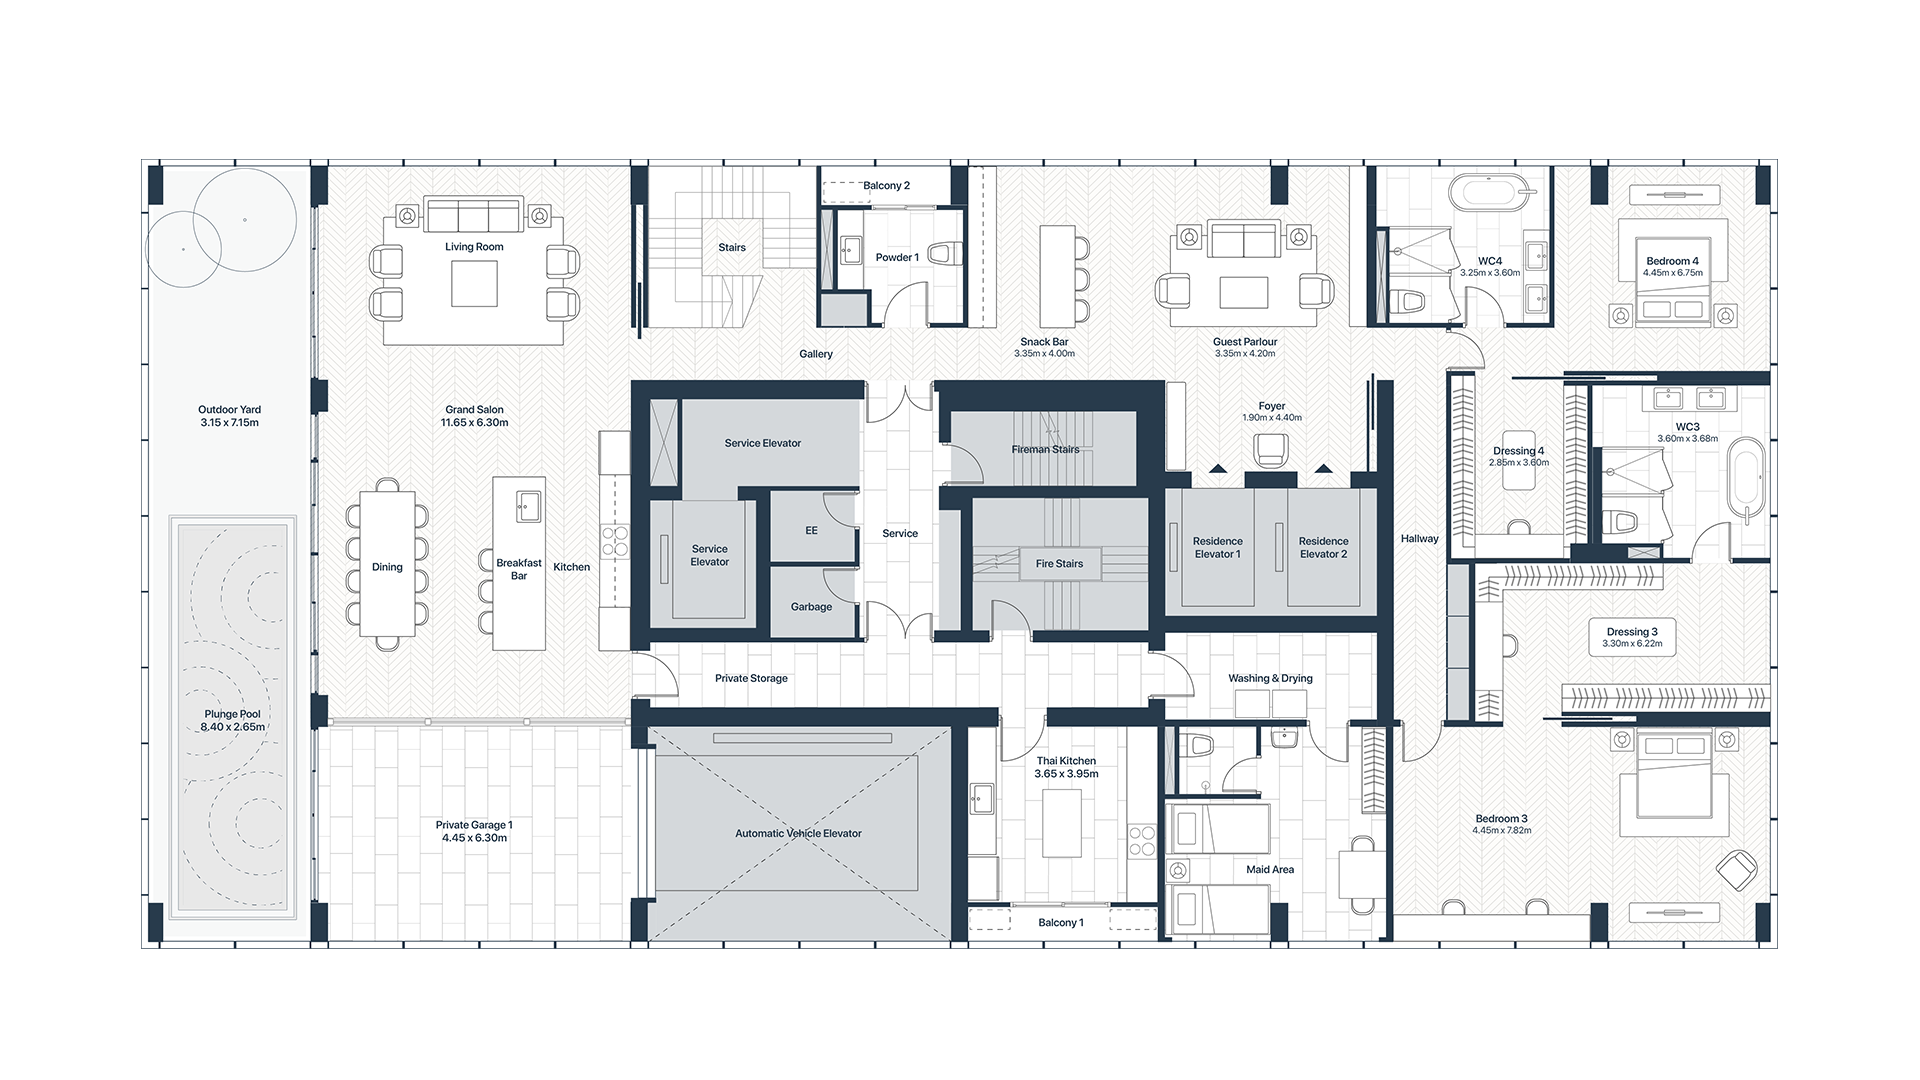 Balcony 2
Living Room
Stairs
Powder 1
WC4
3.25m x 3.60m
Bedroom 4
4.45m x 6.75m
Gallery
Snack Bar
3.35m x 4.00m
Guest Parlour
3.35m x 4.20m
Outdoor Yard
3.15 x 7.15m
Grand Salon
11.65 x 6.30m
Foyer
1.90m x 4.40m
Service Elevator
Fireman Stairs
WC3
3.60m x 3.68m
Dressing 4
2.85m x 3.60m
EE
Service
Service
Elevator
Residence
Elevator 1
Residence
Elevator 2
Hallway
Dining
Breakfast
Bar
Kitchen
Fire Stairs
Garbage
Dressing 3
3.30m x 6.22m
Private Storage
Washing & Drying
Plunge Pool
8.40 x 2.65m
Thai Kitchen
3.65 x 3.95m
Private Garage 1
4.45 x 6.30m
Automatic Vehicle Elevator
Bedroom 3
4.45m x 7.82m
Maid Area
Balcony 1